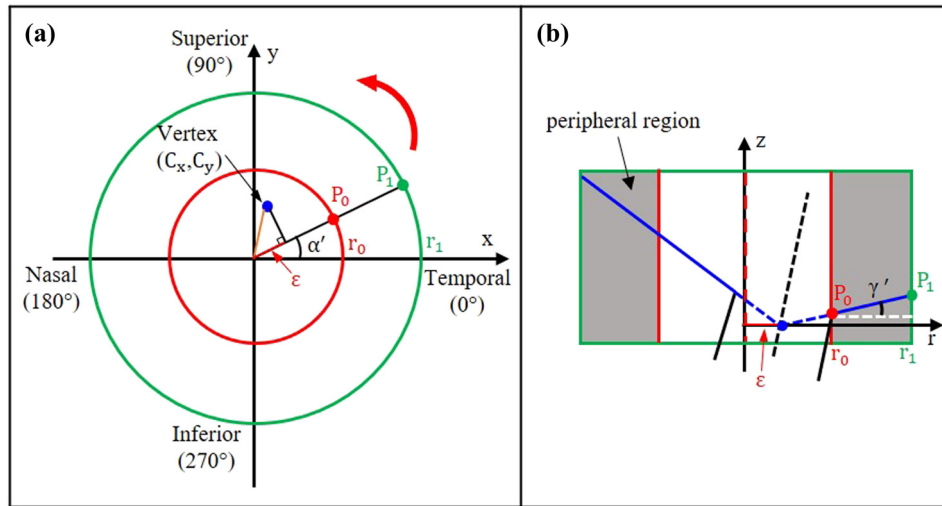 (a)
Superior
(90°)
y
Vertex
(Cx,Cy)
P0
P1
α′
r0
r1
x
ε
Nasal
(180°)
Temporal
(0°)
Inferior
(270°)
(b)
peripheral region
z
P0
γ ′
P1
r
r0
r1
ε